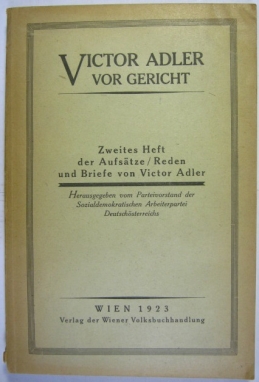 VICTOR ADLER
VOR GERICHT
Zweites Heft
der Aufsätze / Reden
und Briefe von Victor Adler
Herausgegeben vom Parteivorstand der
Sozialdemokratischen Arbeiterpartei
Deutschösterreichs
WIEN 1923
Verlag der Wiener Volksbuchhandlung